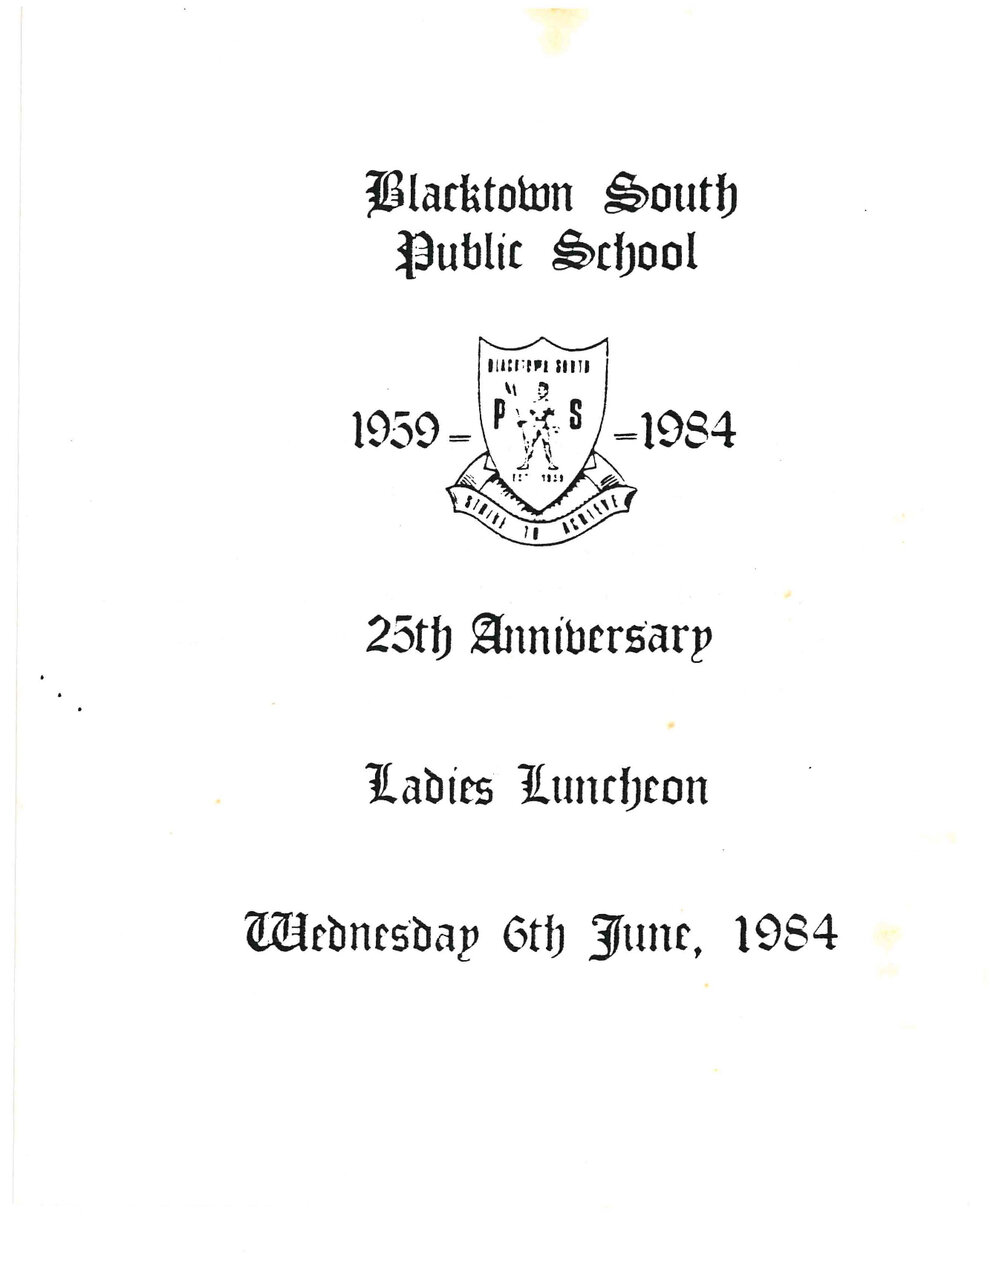 Blacktown South
Public School
BLACKTOWN SOUTH
P S
1959 = = 1984
EST 1959
STRIVE TO ACHIEVE
25th Anniversary
Ladies Luncheon
Wednesday 6th June, 1984